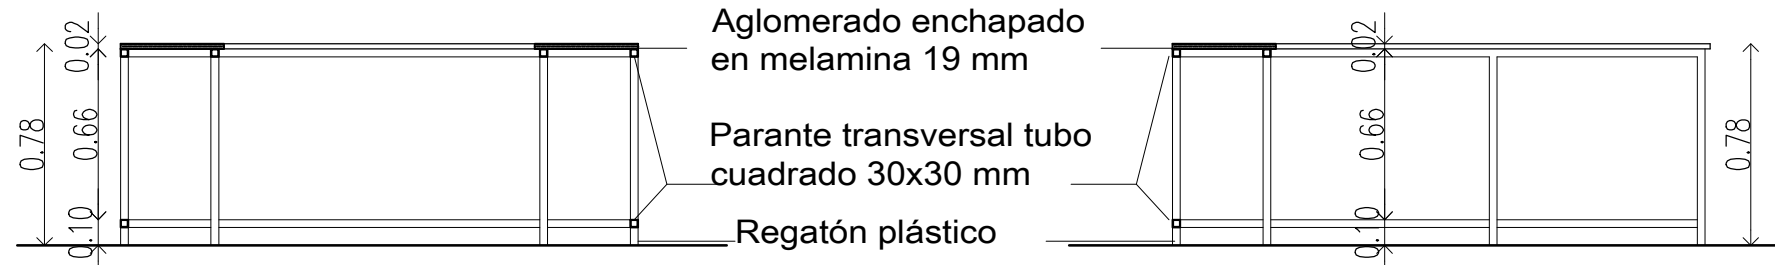 0.78
0.02
0.66
0.10
Aglomerado enchapado
en melamina 19 mm
Parante transversal tubo
cuadrado 30x30 mm
Regatón plástico
0.02
0.66
0.10
0.78